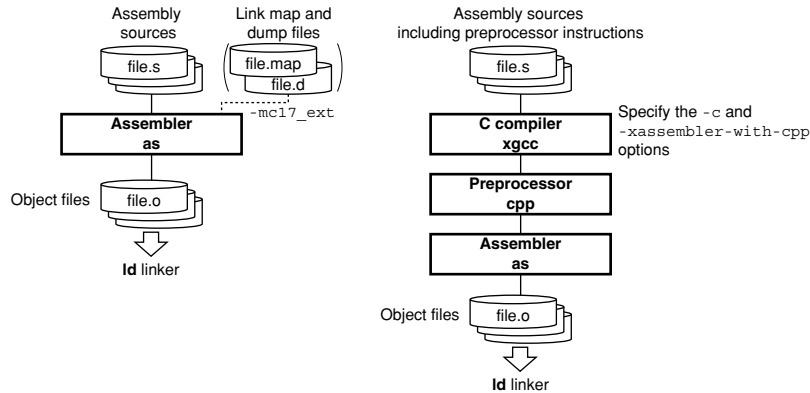 Assembly
sources
file.s
Link map and
dump files
file.map
file.d
-mc17_ext
Assembler
as
Object files
file.o
ld linker
Assembly sources
including preprocessor instructions
file.s
C compiler
xgcc
Specify the -c and
-xassembler-with-cpp
options
Preprocessor
cpp
Assembler
as
Object files
file.o
ld linker